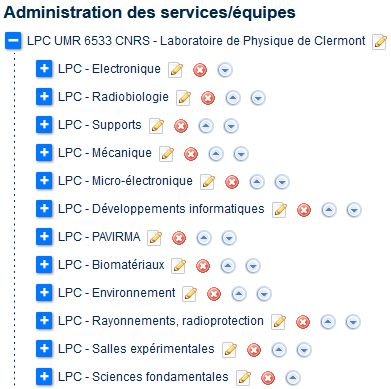 Administration des services/équipes
LPC UMR 6533 CNRS - Laboratoire de Physique de Clermont
LPC - Electronique
LPC - Radiobiologie
LPC - Supports
LPC - Mécanique
LPC - Micro-électronique
LPC - Développements informatiques
LPC - PAVIRMA
LPC - Biomatériaux
LPC - Environnement
LPC - Rayonnements, radioprotection
LPC - Salles expérimentales
LPC - Sciences fondamentales